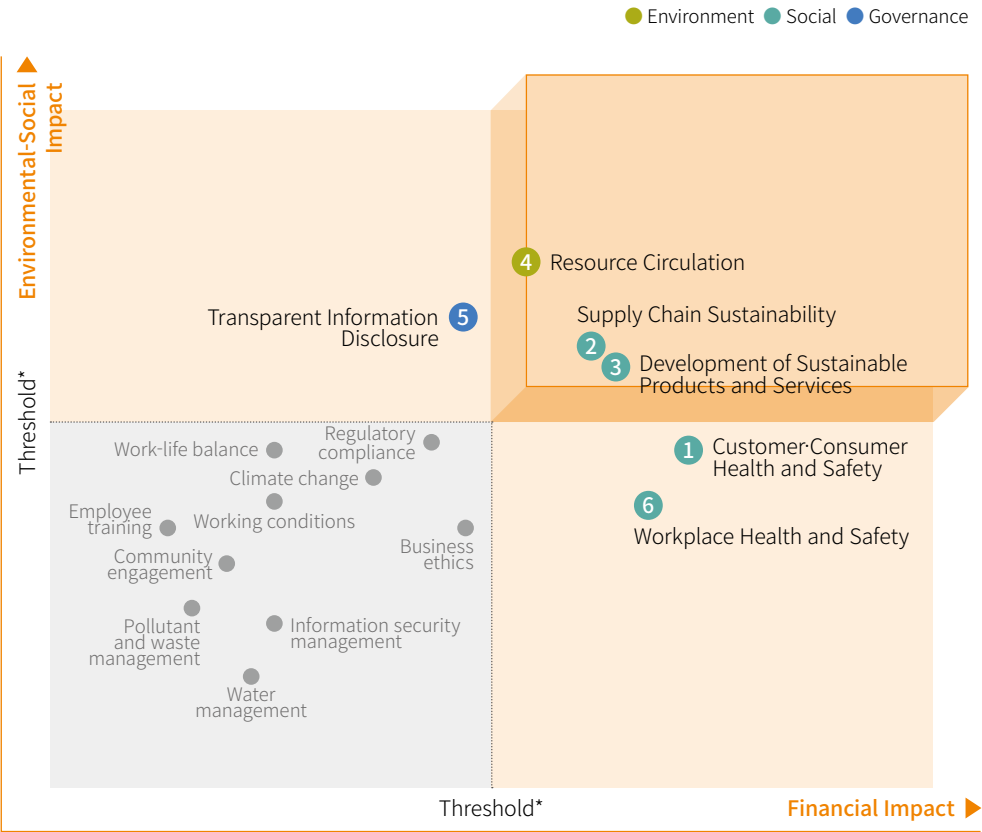 Environment
Social
Governance
Environmental-Social
Impact
4
Resource Circulation
Transparent Information
Disclosure
5
Supply Chain Sustainability
2
3
Development of Sustainable
Products and Services
Threshold*
Work-life balance
Regulatory
compliance
Climate change
1
Customer·Consumer
Health and Safety
Employee
training
Working conditions
6
Workplace Health and Safety
Business
ethics
Community
engagement
Pollutant
and waste
management
Information security
management
Water
management
Threshold*
Financial Impact